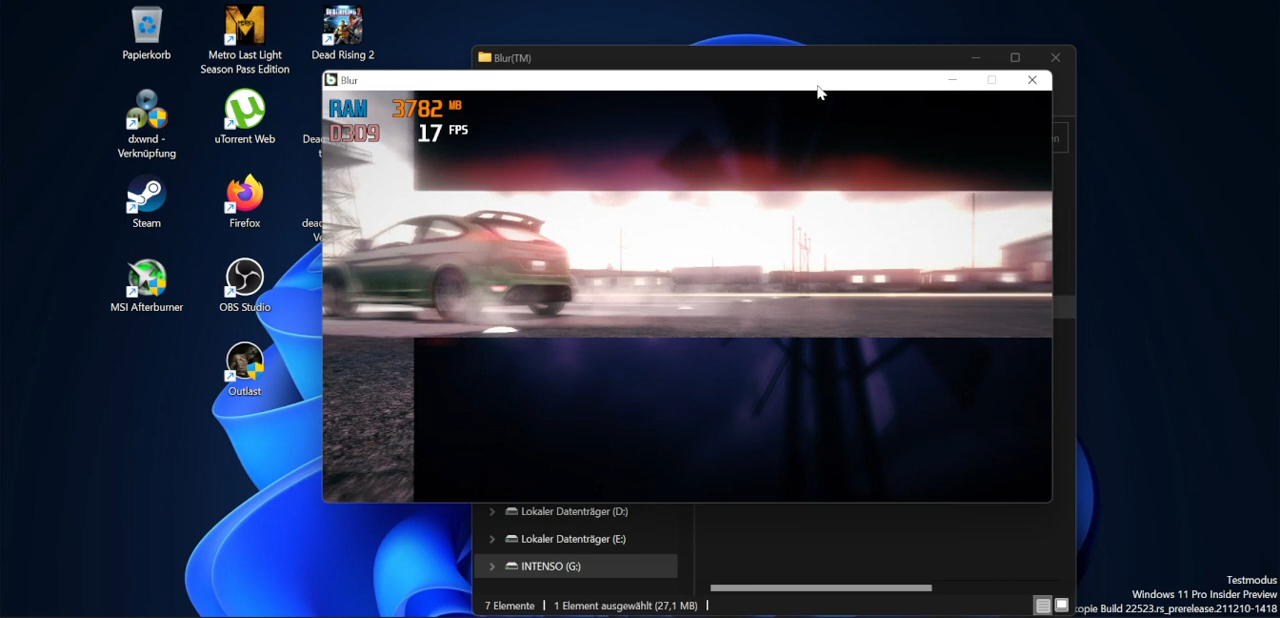 Papierkorb
Metro Last Light
Season Pass Edition
Dead Rising 2
dxwnd -
Verknüpfung
uTorrent Web
Steam
Firefox
MSI Afterburner
OBS Studio
Outlast
Blur(TM)
Blur
RAM 3782 MB
D3D9 17 FPS
Lokaler Datenträger (D:)
Lokaler Datenträger (E:)
INTENSO (G:)
7 Elemente
1 Element ausgewählt (27,1 MB)
Testmodus
Windows 11 Pro Insider Preview
Build 22523.rs_prerelease.211210-1418